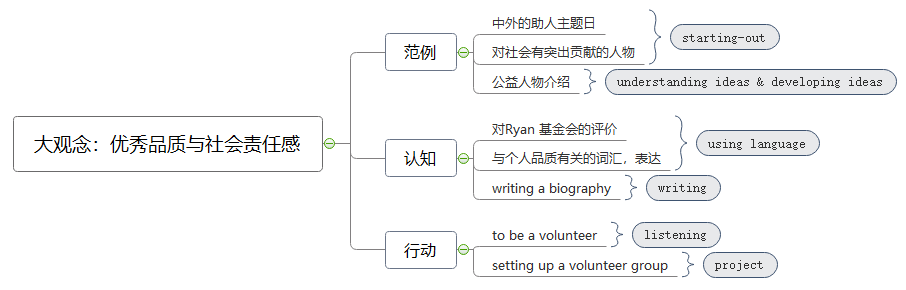 大观念：优秀品质与社会责任感
范例
中外的助人主题日
对社会有突出贡献的人物
starting-out
公益人物介绍
understanding ideas & developing ideas
认知
对Ryan 基金会的评价
与个人品质有关的词汇，表达
using language
writing a biography
writing
行动
to be a volunteer
listening
setting up a volunteer group
project